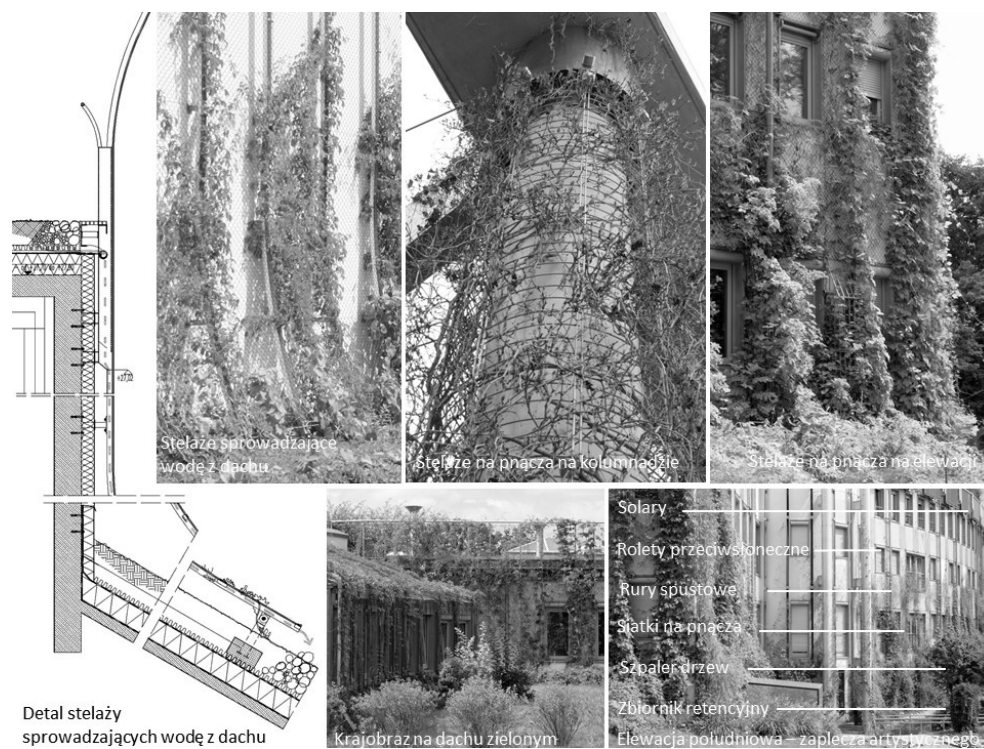 Stelaże sprowadzające
wodę z dachu
Stelaże na pnącza na kolumnadzie
Stelaże na pnącza na elewacji
+27,02
Solary
Rolety przeciwsłoneczne
Rury spustowe
Siatki na pnącza
Szpaler drzew
Zbiornik retencyjny
Detal stelaży
sprowadzających wodę z dachu
Krajobraz na dachu zielonym
Elewacja południowa – zaplecza artystycznego